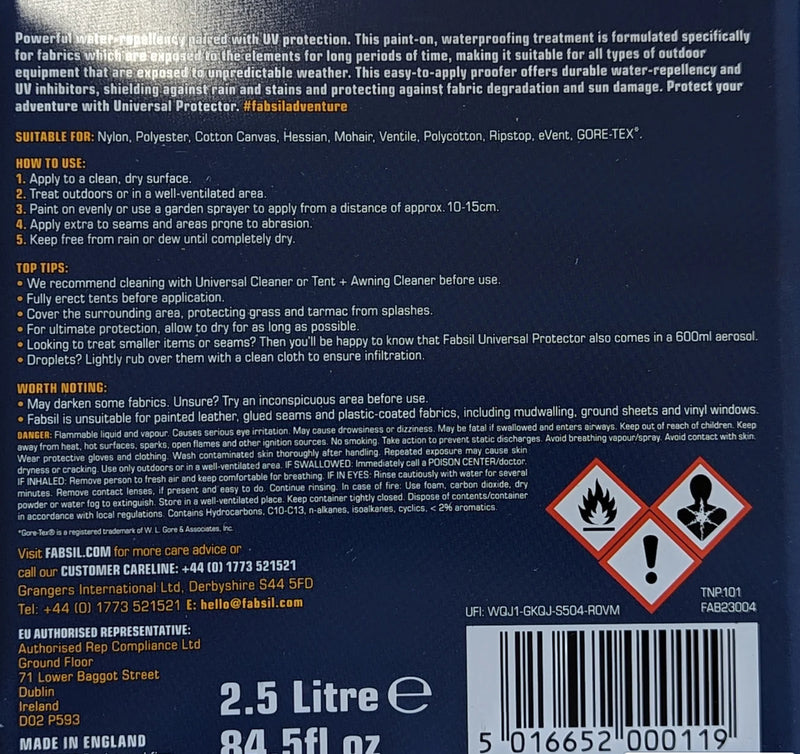 Powerful water-repellency paired with UV protection. This paint-on, waterproofing treatment is formulated specifically
for fabrics which are exposed to the elements for long periods of time, making it suitable for all types of outdoor
equipment that are exposed to unpredictable weather. This easy-to-apply proofer offers durable water-repellency and
UV inhibitors, shielding against rain and stains and protecting against fabric degradation and sun damage. Protect your
adventure with Universal Protector. #fabsiladventure
SUITABLE FOR: Nylon, Polyester, Cotton Canvas, Hessian, Mohair, Ventile, Polycotton, Ripstop, eVent, GORE-TEX®.
HOW TO USE:
1. Apply to a clean, dry surface.
2. Treat outdoors or in a well-ventilated area.
3. Paint on evenly or use a garden sprayer to apply from a distance of approx. 10-15cm.
4. Apply extra to seams and areas prone to abrasion.
5. Keep free from rain or dew until completely dry.
TOP TIPS:
• We recommend cleaning with Universal Cleaner or Tent + Awning Cleaner before use.
• Fully erect tents before application.
• Cover the surrounding area, protecting grass and tarmac from splashes.
• For ultimate protection, allow to dry for as long as possible.
• Looking to treat smaller items or seams? Then you'll be happy to know that Fabsil Universal Protector also comes in a 600ml aerosol.
• Droplets? Lightly rub over them with a clean cloth to ensure infiltration.
WORTH NOTING:
• May darken some fabrics. Unsure? Try an inconspicuous area before use.
• Fabsil is unsuitable for painted leather, glued seams and plastic-coated fabrics, including mudwalling, ground sheets and vinyl windows.
DANGER: Flammable liquid and vapour. Causes serious eye irritation. May cause drowsiness or dizziness. May be fatal if swallowed and enters airways. Keep out of reach of children. Keep
away from heat, hot surfaces, sparks, open flames and other ignition sources. No smoking. Take action to prevent static discharges. Avoid breathing vapour/spray. Avoid contact with skin.
Wear protective gloves and clothing. Wash contaminated skin thoroughly after handling. Repeated exposure may cause skin
dryness or cracking. Use only outdoors or in a well-ventilated area. IF SWALLOWED: Immediately call a POISON CENTER/doctor.
IF INHALED: Remove person to fresh air and keep comfortable for breathing. IF IN EYES: Rinse cautiously with water for several
minutes. Remove contact lenses, if present and easy to do. Continue rinsing. In case of fire: Use foam, carbon dioxide, dry
powder or water fog to extinguish. Store in a well-ventilated place. Keep container tightly closed. Dispose of contents/container
in accordance with local regulations. Contains Hydrocarbons, C10-C13, n-alkanes, isoalkanes, cyclics, < 2% aromatics.
*Gore-Tex® is a registered trademark of W. L. Gore & Associates, Inc.
Visit FABSIL.COM for more care advice or
call our CUSTOMER CARELINE: +44 (0) 1773 521521
Grangers International Ltd, Derbyshire S44 5FD
Tel: +44 (0) 1773 521521 E: hello@fabsil.com
TNP101
UFI: WQJ1-GKQJ-S504-R0VM
FAB23004
EU AUTHORISED REPRESENTATIVE:
Authorised Rep Compliance Ltd
Ground Floor
71 Lower Baggot Street
Dublin
Ireland
D02 P593
MADE IN ENGLAND
2.5 Litre ℮
84.5fl oz
5 016652 000119